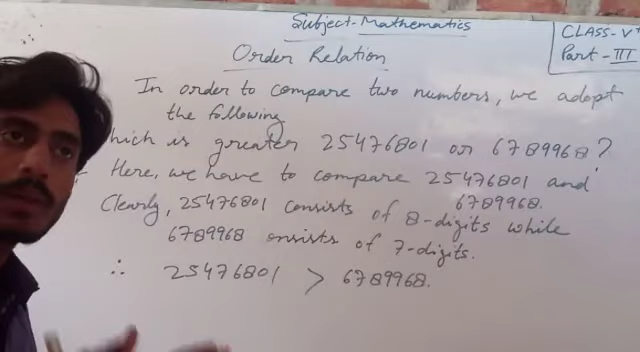 Subject-Mathematics
CLASS-V
Part-III
Order Relation
In order to compare two numbers, we adopt
the following
hich is greater 25476801 or 6789968?
Here, we have to compare 25476801 and
6789968.
Clearly, 25476801 consists of 8-digits while
6789968 onsists of 7-digits.
∴ 25476801 > 6789968.